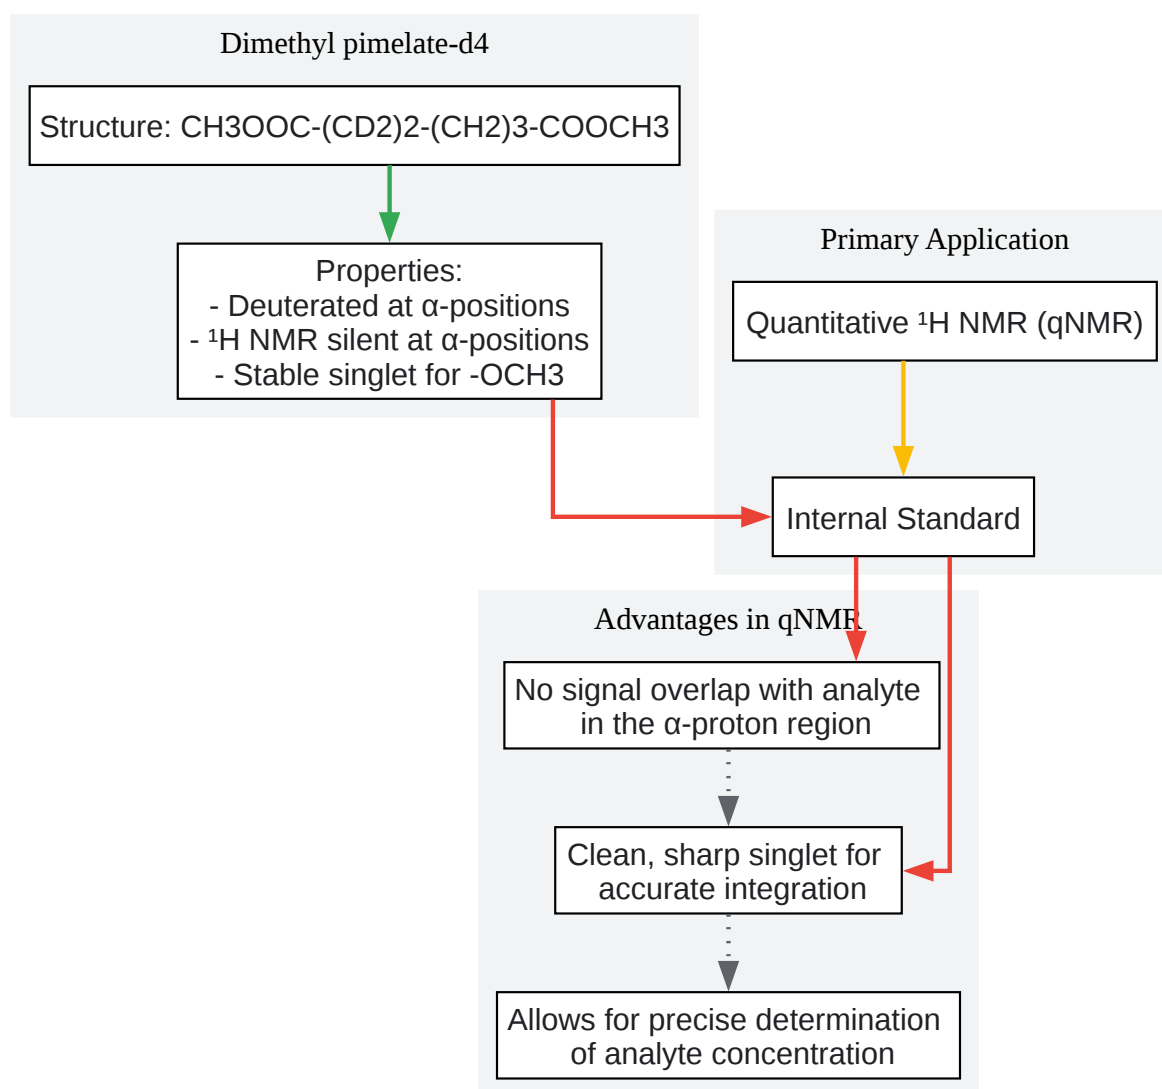 Dimethyl pimelate-d4
Structure: CH3OOC-(CD2)2-(CH2)3-COOCH3
Properties:
- Deuterated at α-positions
- ¹H NMR silent at α-positions
- Stable singlet for -OCH3
Primary Application
Quantitative ¹H NMR (qNMR)
Internal Standard
Advantages in qNMR
No signal overlap with analyte
in the α-proton region
Clean, sharp singlet for
accurate integration
Allows for precise determination
of analyte concentration